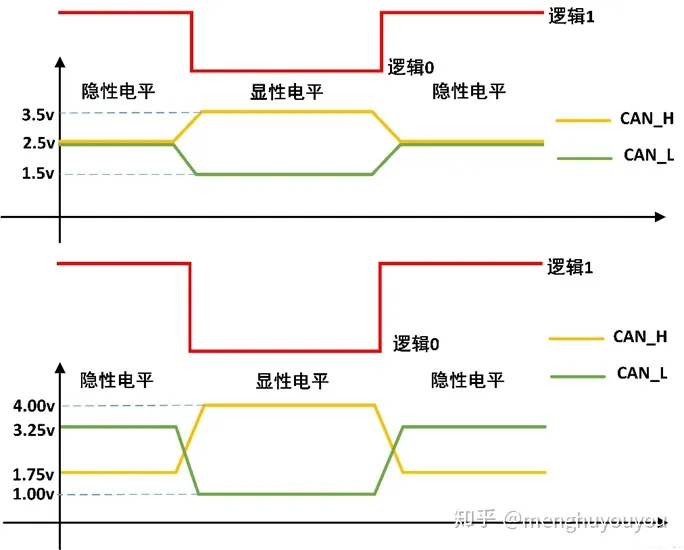 逻辑1
逻辑0
隐性电平
显性电平
隐性电平
3.5v
CAN_H
2.5v
CAN_L
1.5v
逻辑1
逻辑0
CAN_H
隐性电平
显性电平
隐性电平
CAN_L
4.00v
3.25v
1.75v
1.00v
知乎 @menghuyouyou